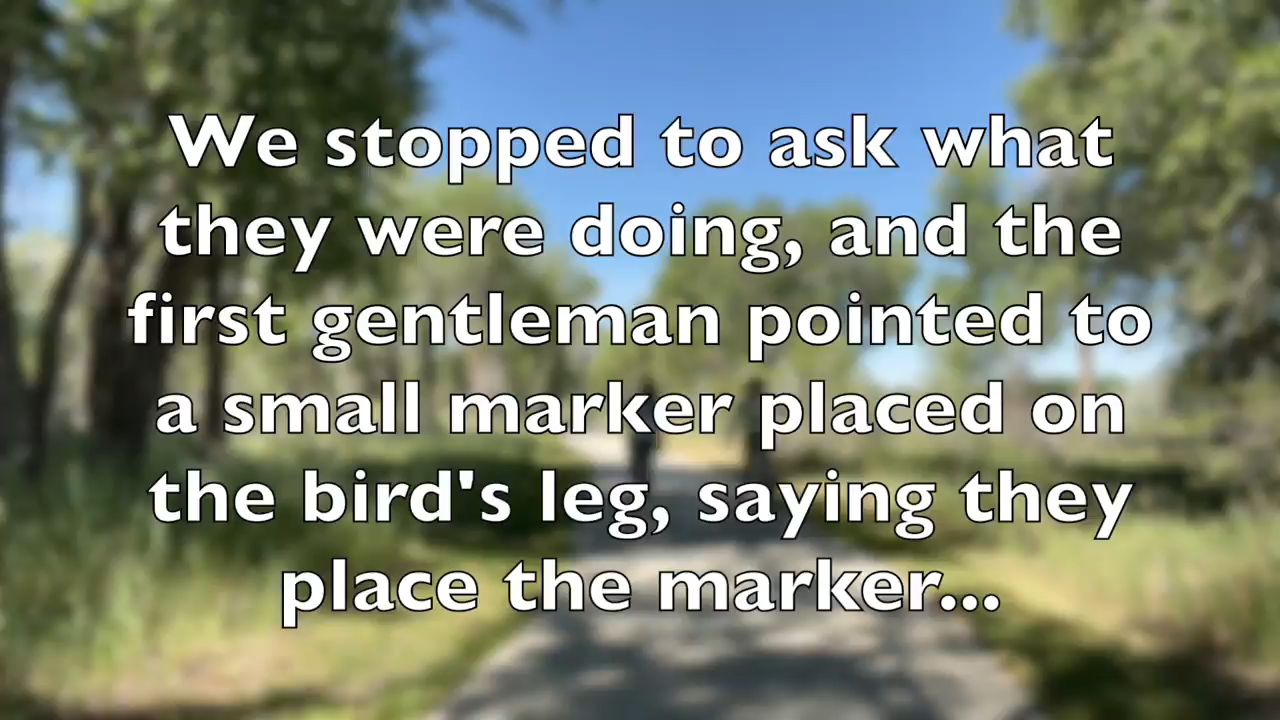 We stopped to ask what
they were doing, and the
first gentleman pointed to
a small marker placed on
the bird's leg, saying they
place the marker...